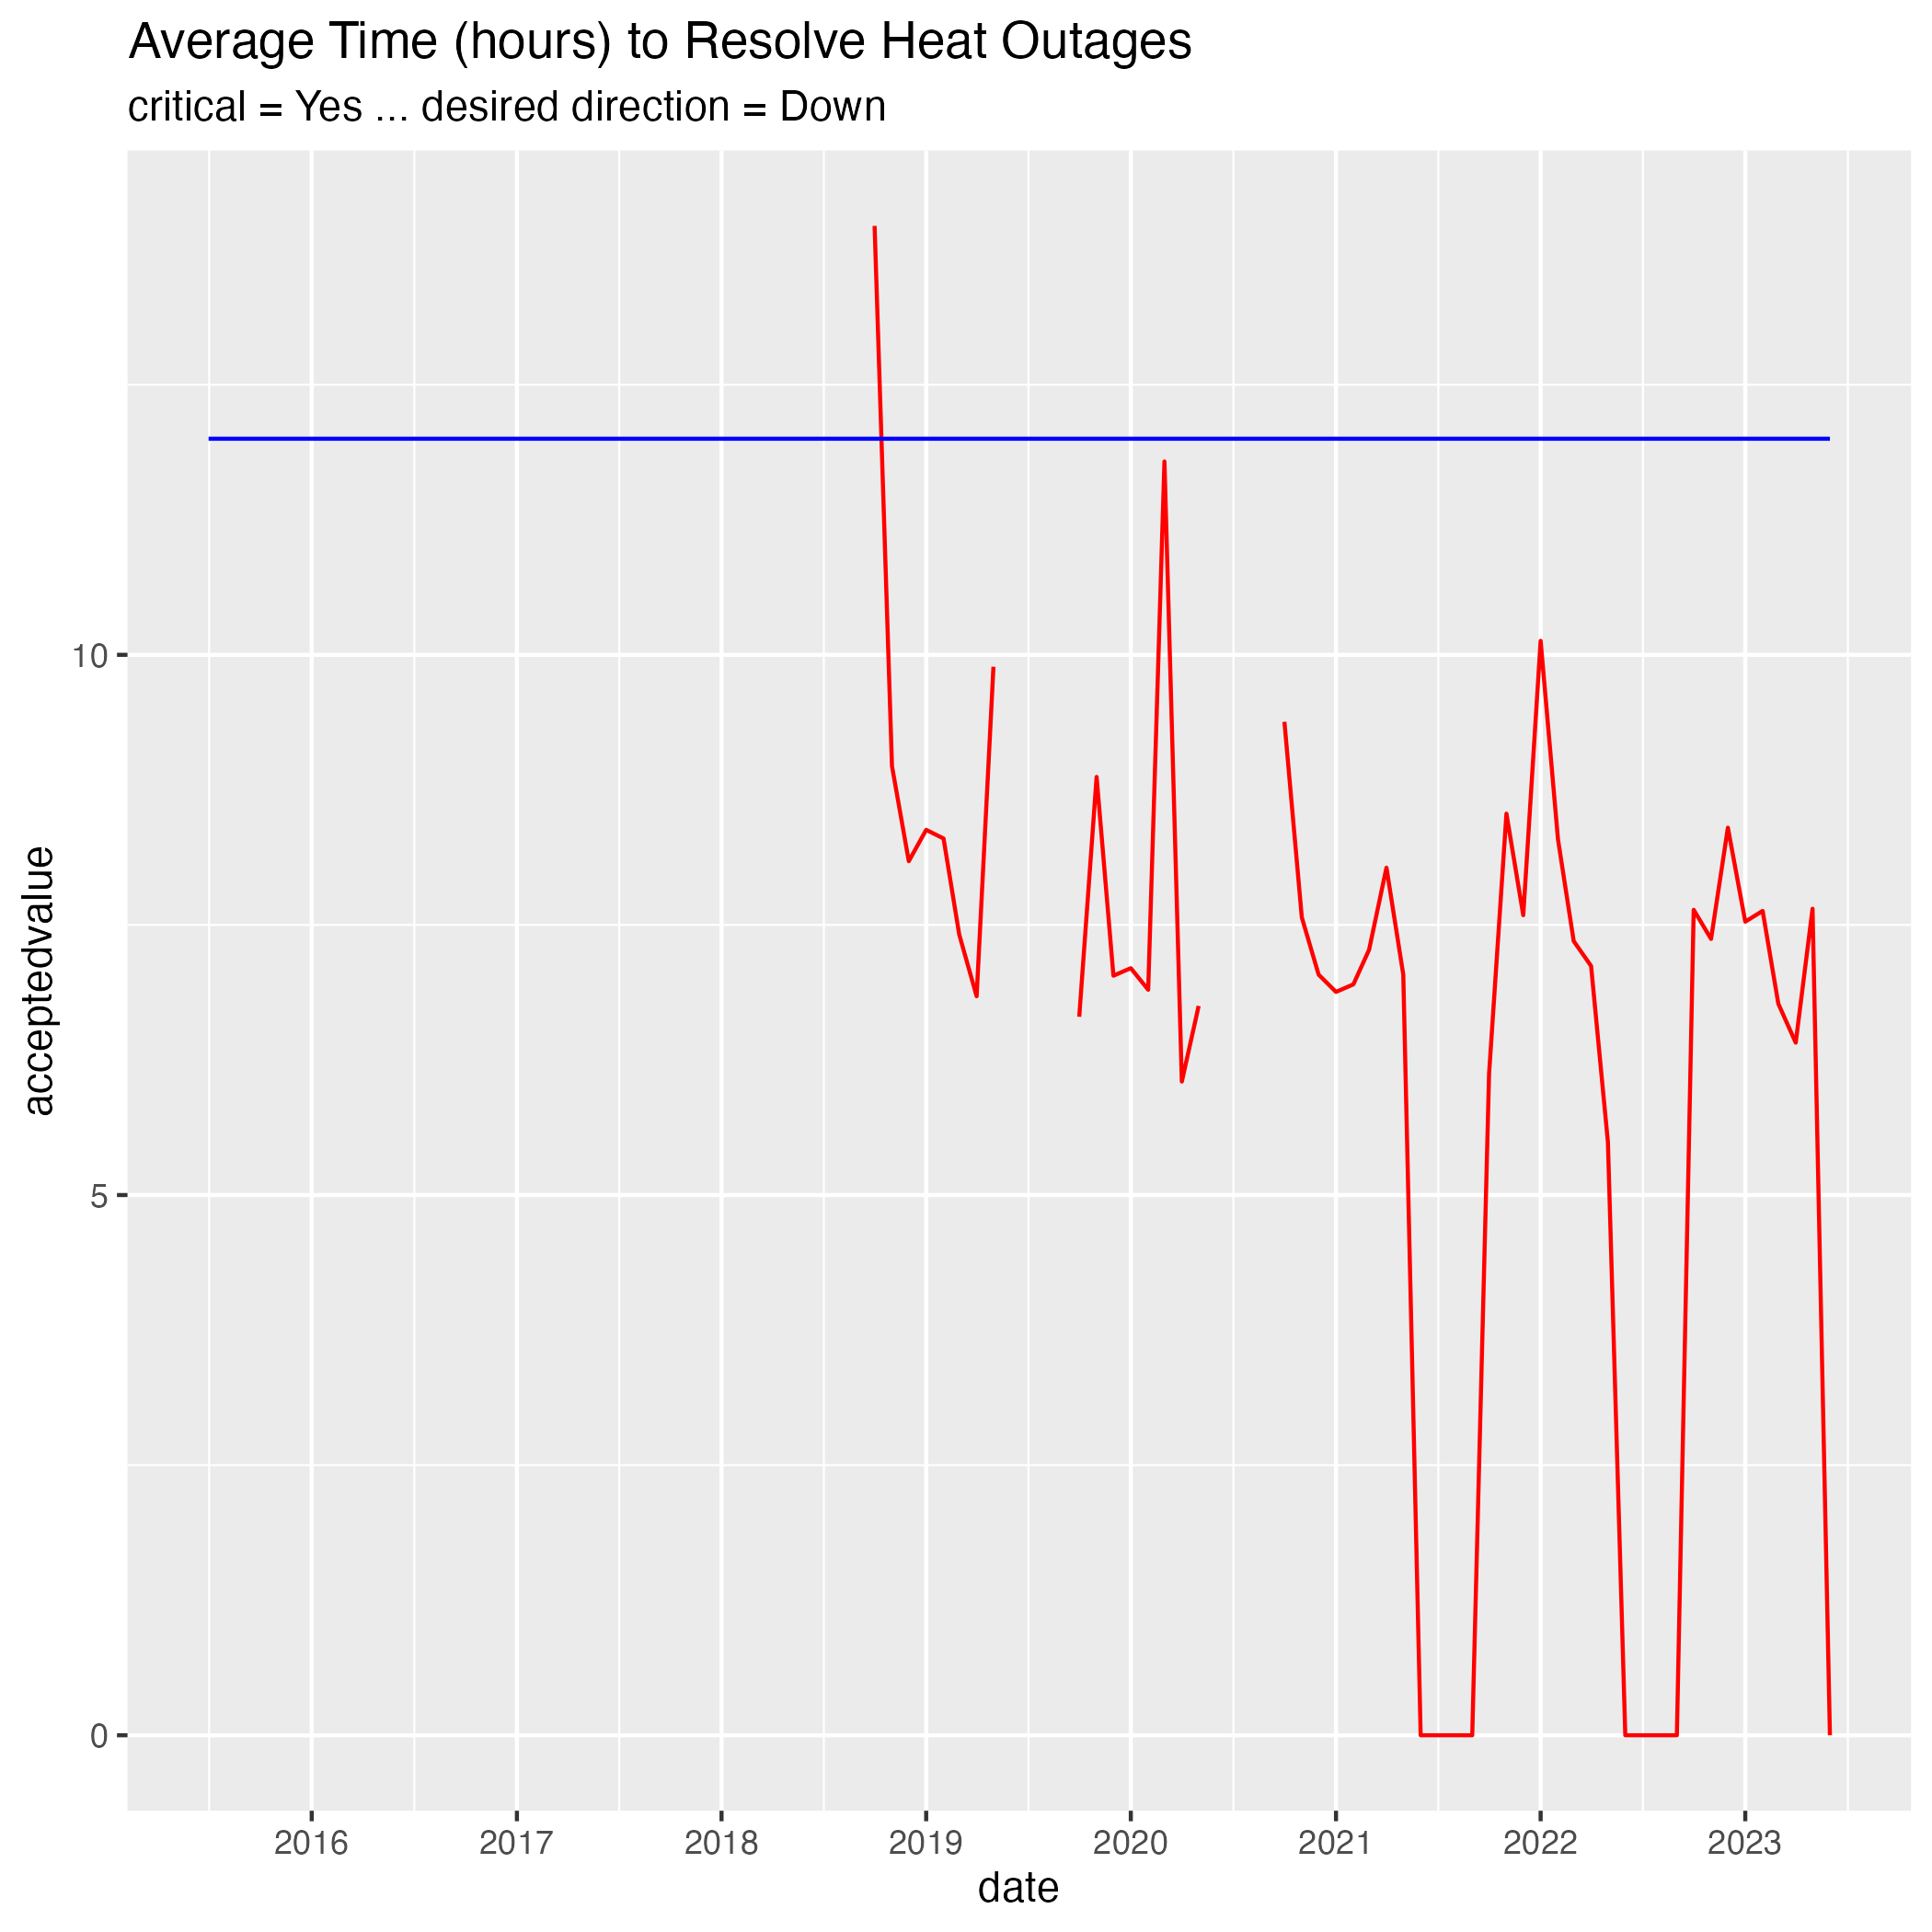 Average Time (hours) to Resolve Heat Outages
critical = Yes ... desired direction = Down
acceptedvalue
10
5
0
2016 2017 2018 2019 2020 2021 2022 2023
date